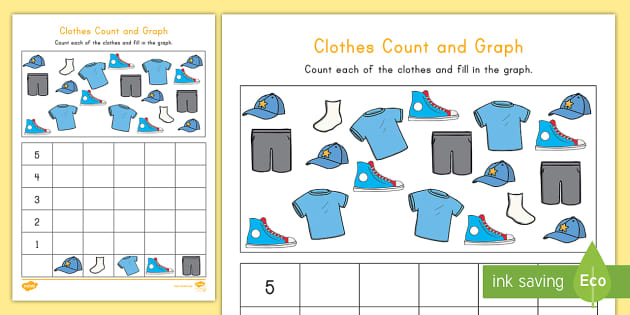 Clothes Count and Graph
Count each of the clothes and fill in the graph.
5
4
3
2
1
Clothes Count and Graph
Count each of the clothes and fill in the graph.
5
ink saving
Eco